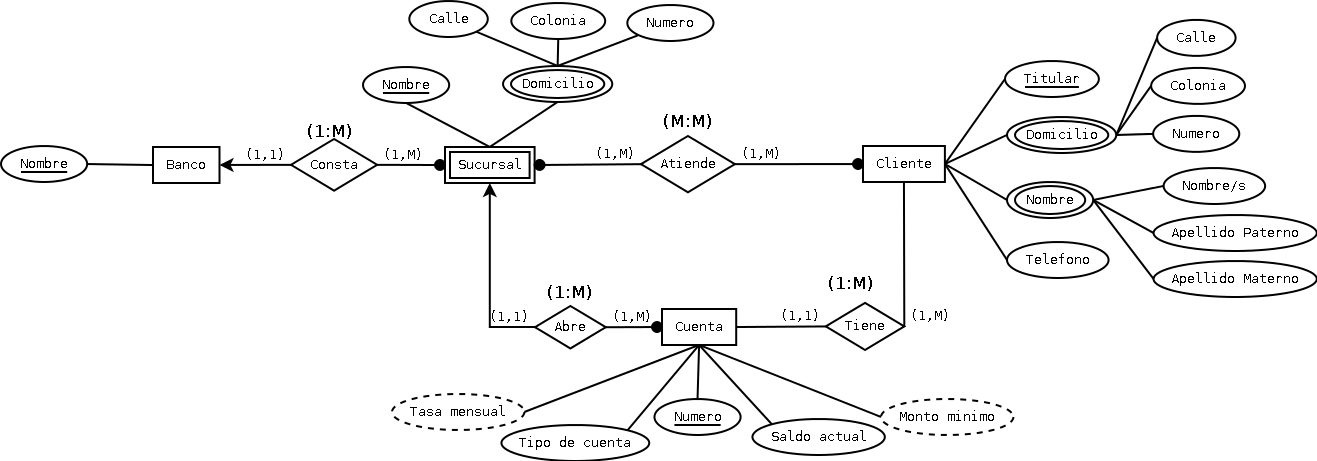 Calle
Colonia
Numero
Nombre
Domicilio
Calle
Titular
Colonia
(1:M)
(M:M)
Domicilio
Numero
Nombre
Banco
(1,1)
Consta
(1,M)
Sucursal
(1,M)
Atiende
(1,M)
Cliente
Nombre/s
Nombre
Apellido Paterno
Telefono
Apellido Materno
(1:M)
(1:M)
(1,1)
Abre
(1,M)
Cuenta
(1,1)
Tiene
(1,M)
Tasa mensual
Tipo de cuenta
Numero
Saldo actual
Monto minimo